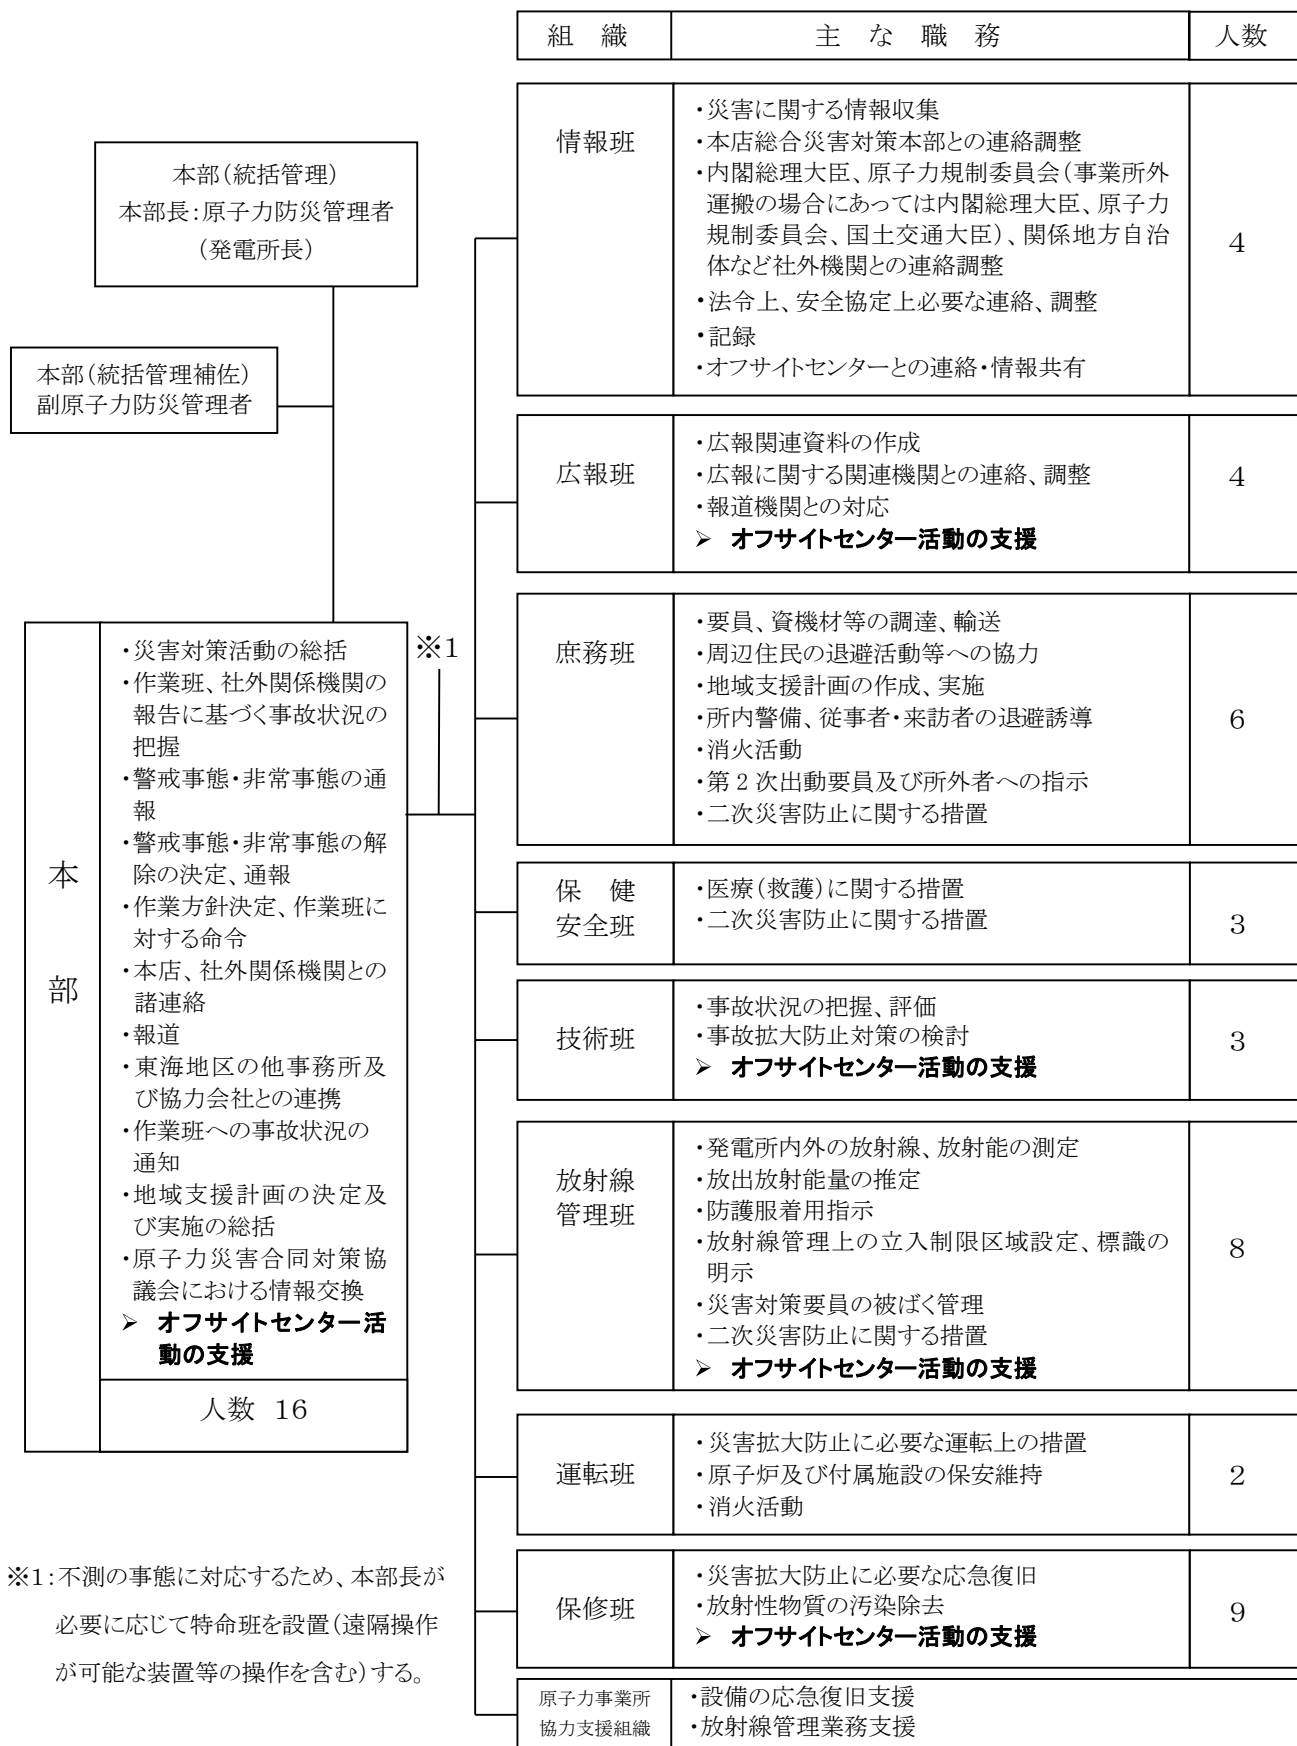 組　織
主　な　職　務
人数
本部(統括管理)
本部長:原子力防災管理者
(発電所長)
本部(統括管理補佐)
副原子力防災管理者
本
部
・災害対策活動の総括
・作業班、社外関係機関の
報告に基づく事故状況の
把握
・警戒事態・非常事態の通
報
・警戒事態・非常事態の解
除の決定、通報
・作業方針決定、作業班に
対する命令
・本店、社外関係機関との
諸連絡
・報道
・東海地区の他事務所及
び協力会社との連携
・作業班への事故状況の
通知
・地域支援計画の決定及
び実施の総括
・原子力災害合同対策協
議会における情報交換
➢ オフサイトセンター活
動の支援
人数 16
※1
情報班
・災害に関する情報収集
・本店総合災害対策本部との連絡調整
・内閣総理大臣、原子力規制委員会(事業所外
運搬の場合にあっては内閣総理大臣、原子力
規制委員会、国土交通大臣)、関係地方自治
体など社外機関との連絡調整
・法令上、安全協定上必要な連絡、調整
・記録
・オフサイトセンターとの連絡・情報共有
4
広報班
・広報関連資料の作成
・広報に関する関連機関との連絡、調整
・報道機関との対応
➢ オフサイトセンター活動の支援
4
庶務班
・要員、資機材等の調達、輸送
・周辺住民の退避活動等への協力
・地域支援計画の作成、実施
・所内警備、従事者・来訪者の退避誘導
・消火活動
・第2次出動要員及び所外者への指示
・二次災害防止に関する措置
6
保　健
安全班
・医療(救護)に関する措置
・二次災害防止に関する措置
3
技術班
・事故状況の把握、評価
・事故拡大防止対策の検討
➢ オフサイトセンター活動の支援
3
放射線
管理班
・発電所内外の放射線、放射能の測定
・放出放射能量の推定
・防護服着用指示
・放射線管理上の立入制限区域設定、標識の
明示
・災害対策要員の被ばく管理
・二次災害防止に関する措置
➢ オフサイトセンター活動の支援
8
運転班
・災害拡大防止に必要な運転上の措置
・原子炉及び付属施設の保安維持
・消火活動
2
保修班
・災害拡大防止に必要な応急復旧
・放射性物質の汚染除去
➢ オフサイトセンター活動の支援
9
原子力事業所
協力支援組織
・設備の応急復旧支援
・放射線管理業務支援
※1:不測の事態に対応するため、本部長が
必要に応じて特命班を設置(遠隔操作
が可能な装置等の操作を含む)する。